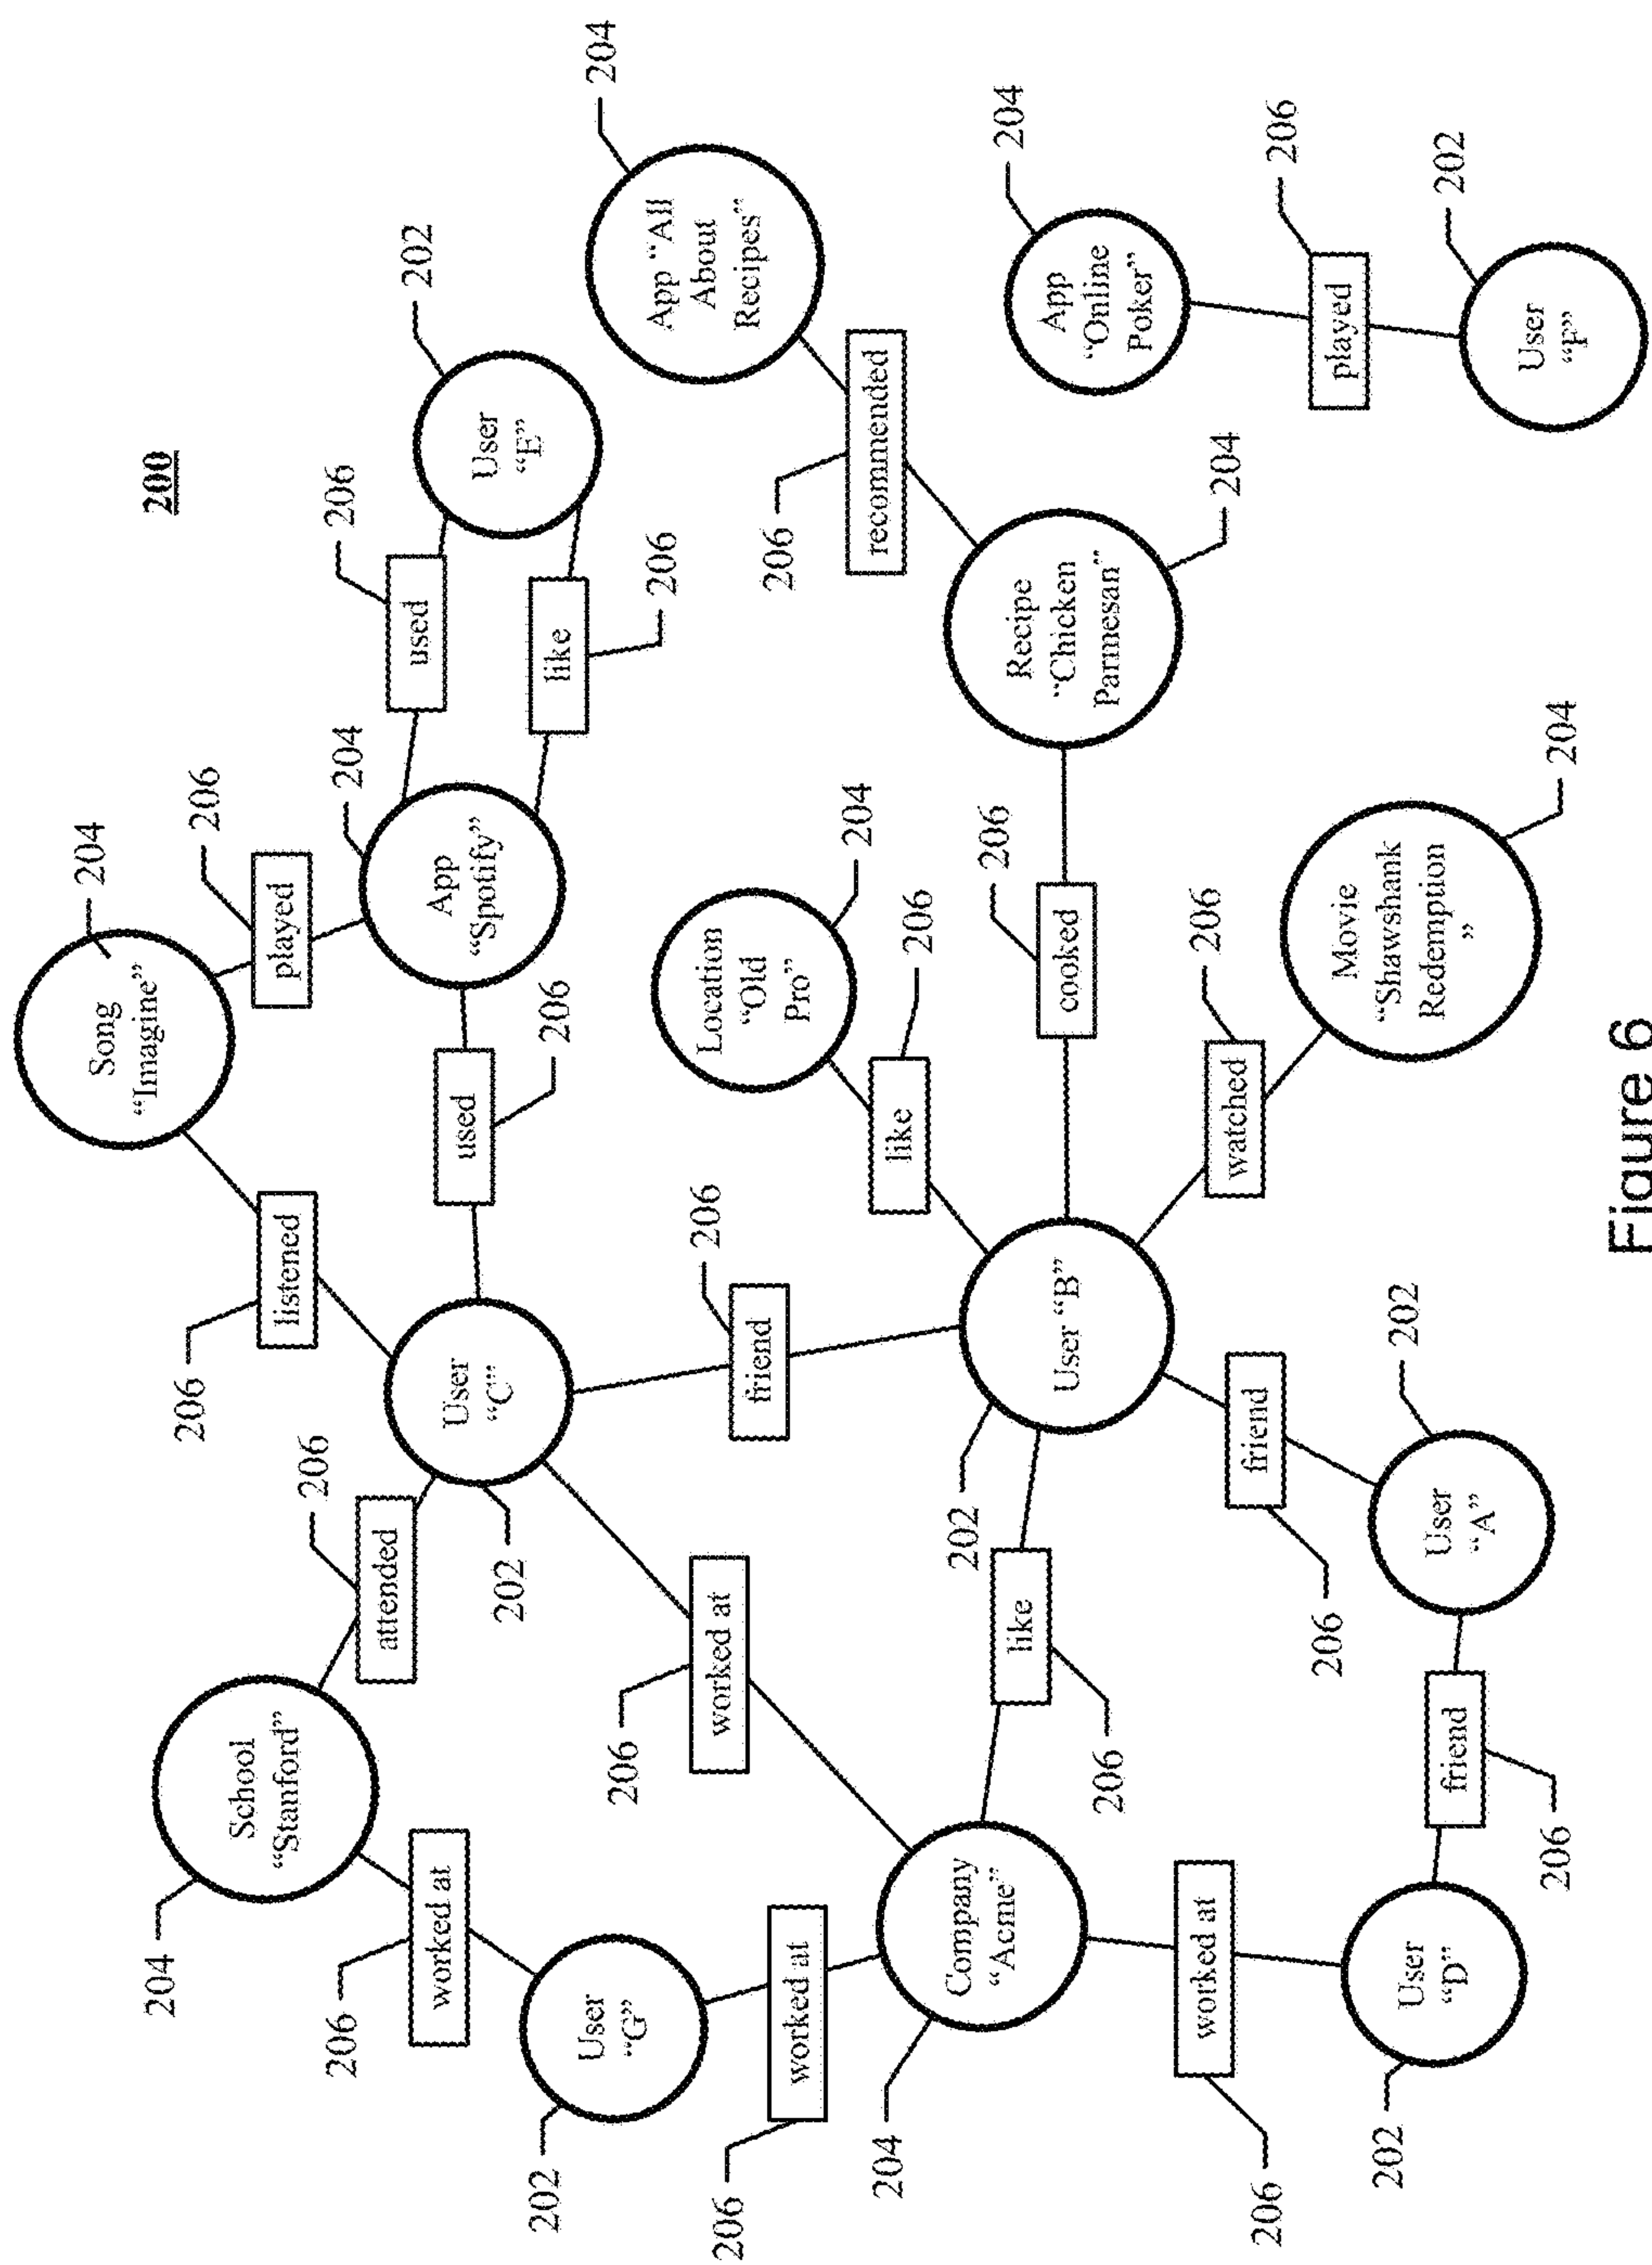 200
204
Song
“Imagine”
204
206
listened
206
played
206
School
“Stanford”
206
attended
204
206
used
202
206
worked at
User
“C”
used
App
“Spotify”
User
“E”
202
206
like
206
202
User
“G”
206
worked at
206
friend
Location
“Old
Pro”
204
App “All
About
Recipes”
204
206
worked at
206
like
206
recommended
204
Company
“Acme”
202
like
206
User “B”
206
cooked
Recipe
“Chicken
Parmesan”
204
App
“Online
Poker”
204
206
worked at
206
friend
watched
206
played
206
202
User
“D”
friend
206
User
“A”
202
Movie
“Shawshank
Redemption
”
204
User
“F”
202
Figure 6